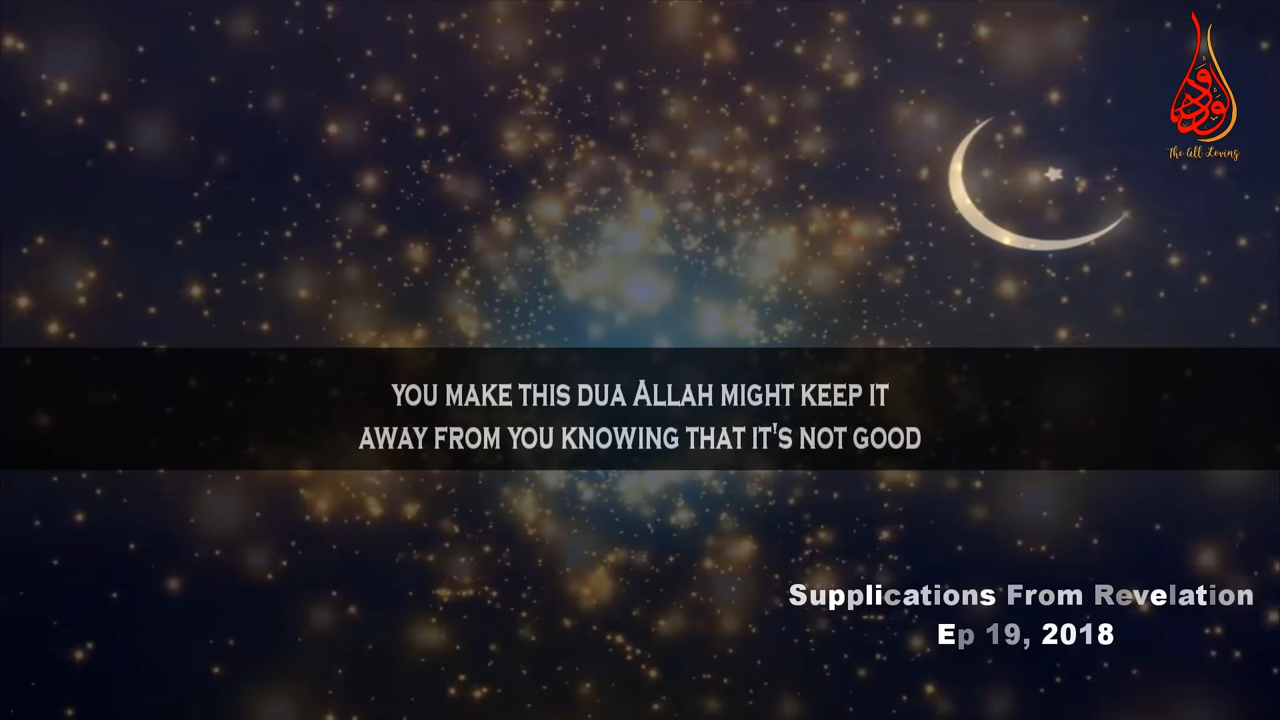 ودود
The All Loving
YOU MAKE THIS DUA ALLAH MIGHT KEEP IT
AWAY FROM YOU KNOWING THAT IT'S NOT GOOD
Supplications From Revelation
Ep 19, 2018